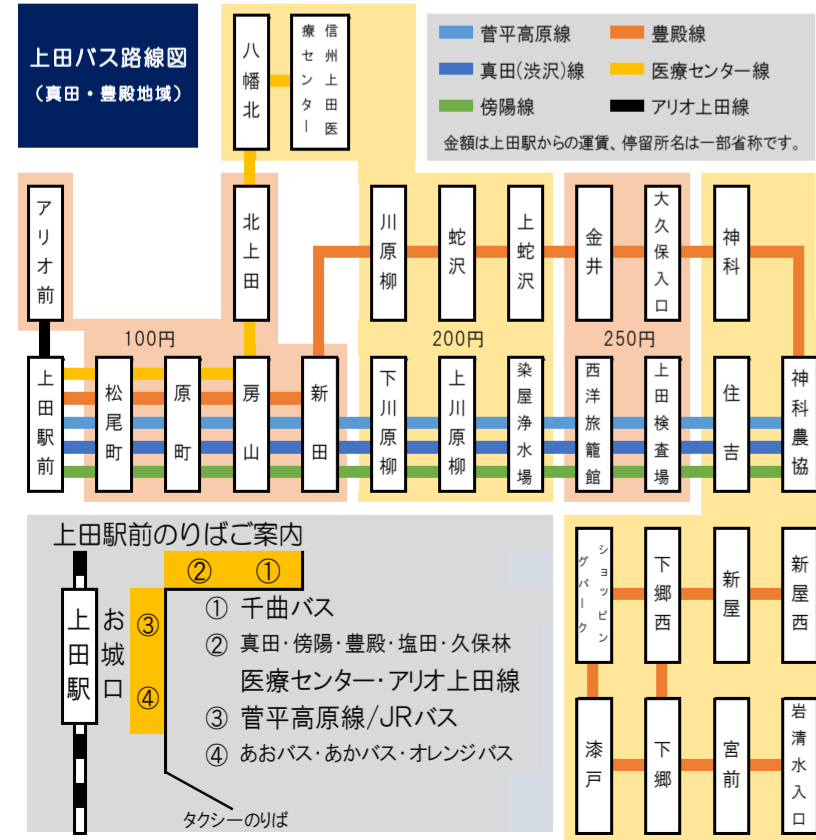 上田バス路線図
（真田・豊殿地域）
菅平高原線
豊殿線
真田(渋沢)線
医療センター線
傍陽線
アリオ上田線
金額は上田駅からの運賃、停留所名は一部省称です。
八幡北
信州上田医療センター
アリオ前
北上田
川原柳
蛇沢
上蛇沢
金井
大久保入口
神科
100円
200円
250円
上田駅前
松尾町
原町
房山
新田
下川原柳
上川原柳
染屋浄水場
西洋旅籠館
上田検査場
住吉
神科農協
上田駅前のりばご案内
②
①
③
④
上田駅
お城口
① 千曲バス
② 真田・傍陽・豊殿・塩田・久保林
医療センター・アリオ上田線
③ 菅平高原線/JRバス
④ あおバス・あかバス・オレンジバス
タクシーのりば
ショッピングパーク
下郷西
新屋
新屋西
漆戸
下郷
宮前
岩清水入口